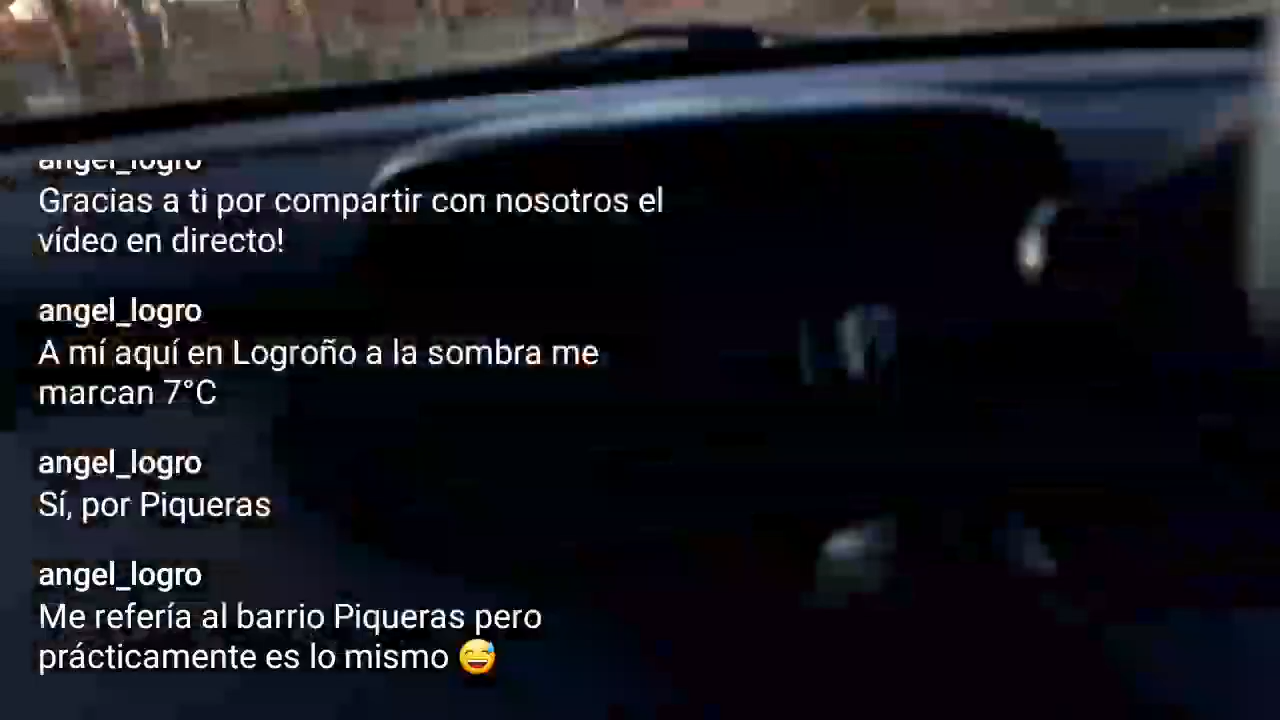 angel_logro
Gracias a ti por compartir con nosotros el
vídeo en directo!
angel_logro
A mí aquí en Logroño a la sombra me
marcan 7°C
angel_logro
Sí, por Piqueras
angel_logro
Me refería al barrio Piqueras pero
prácticamente es lo mismo 😅